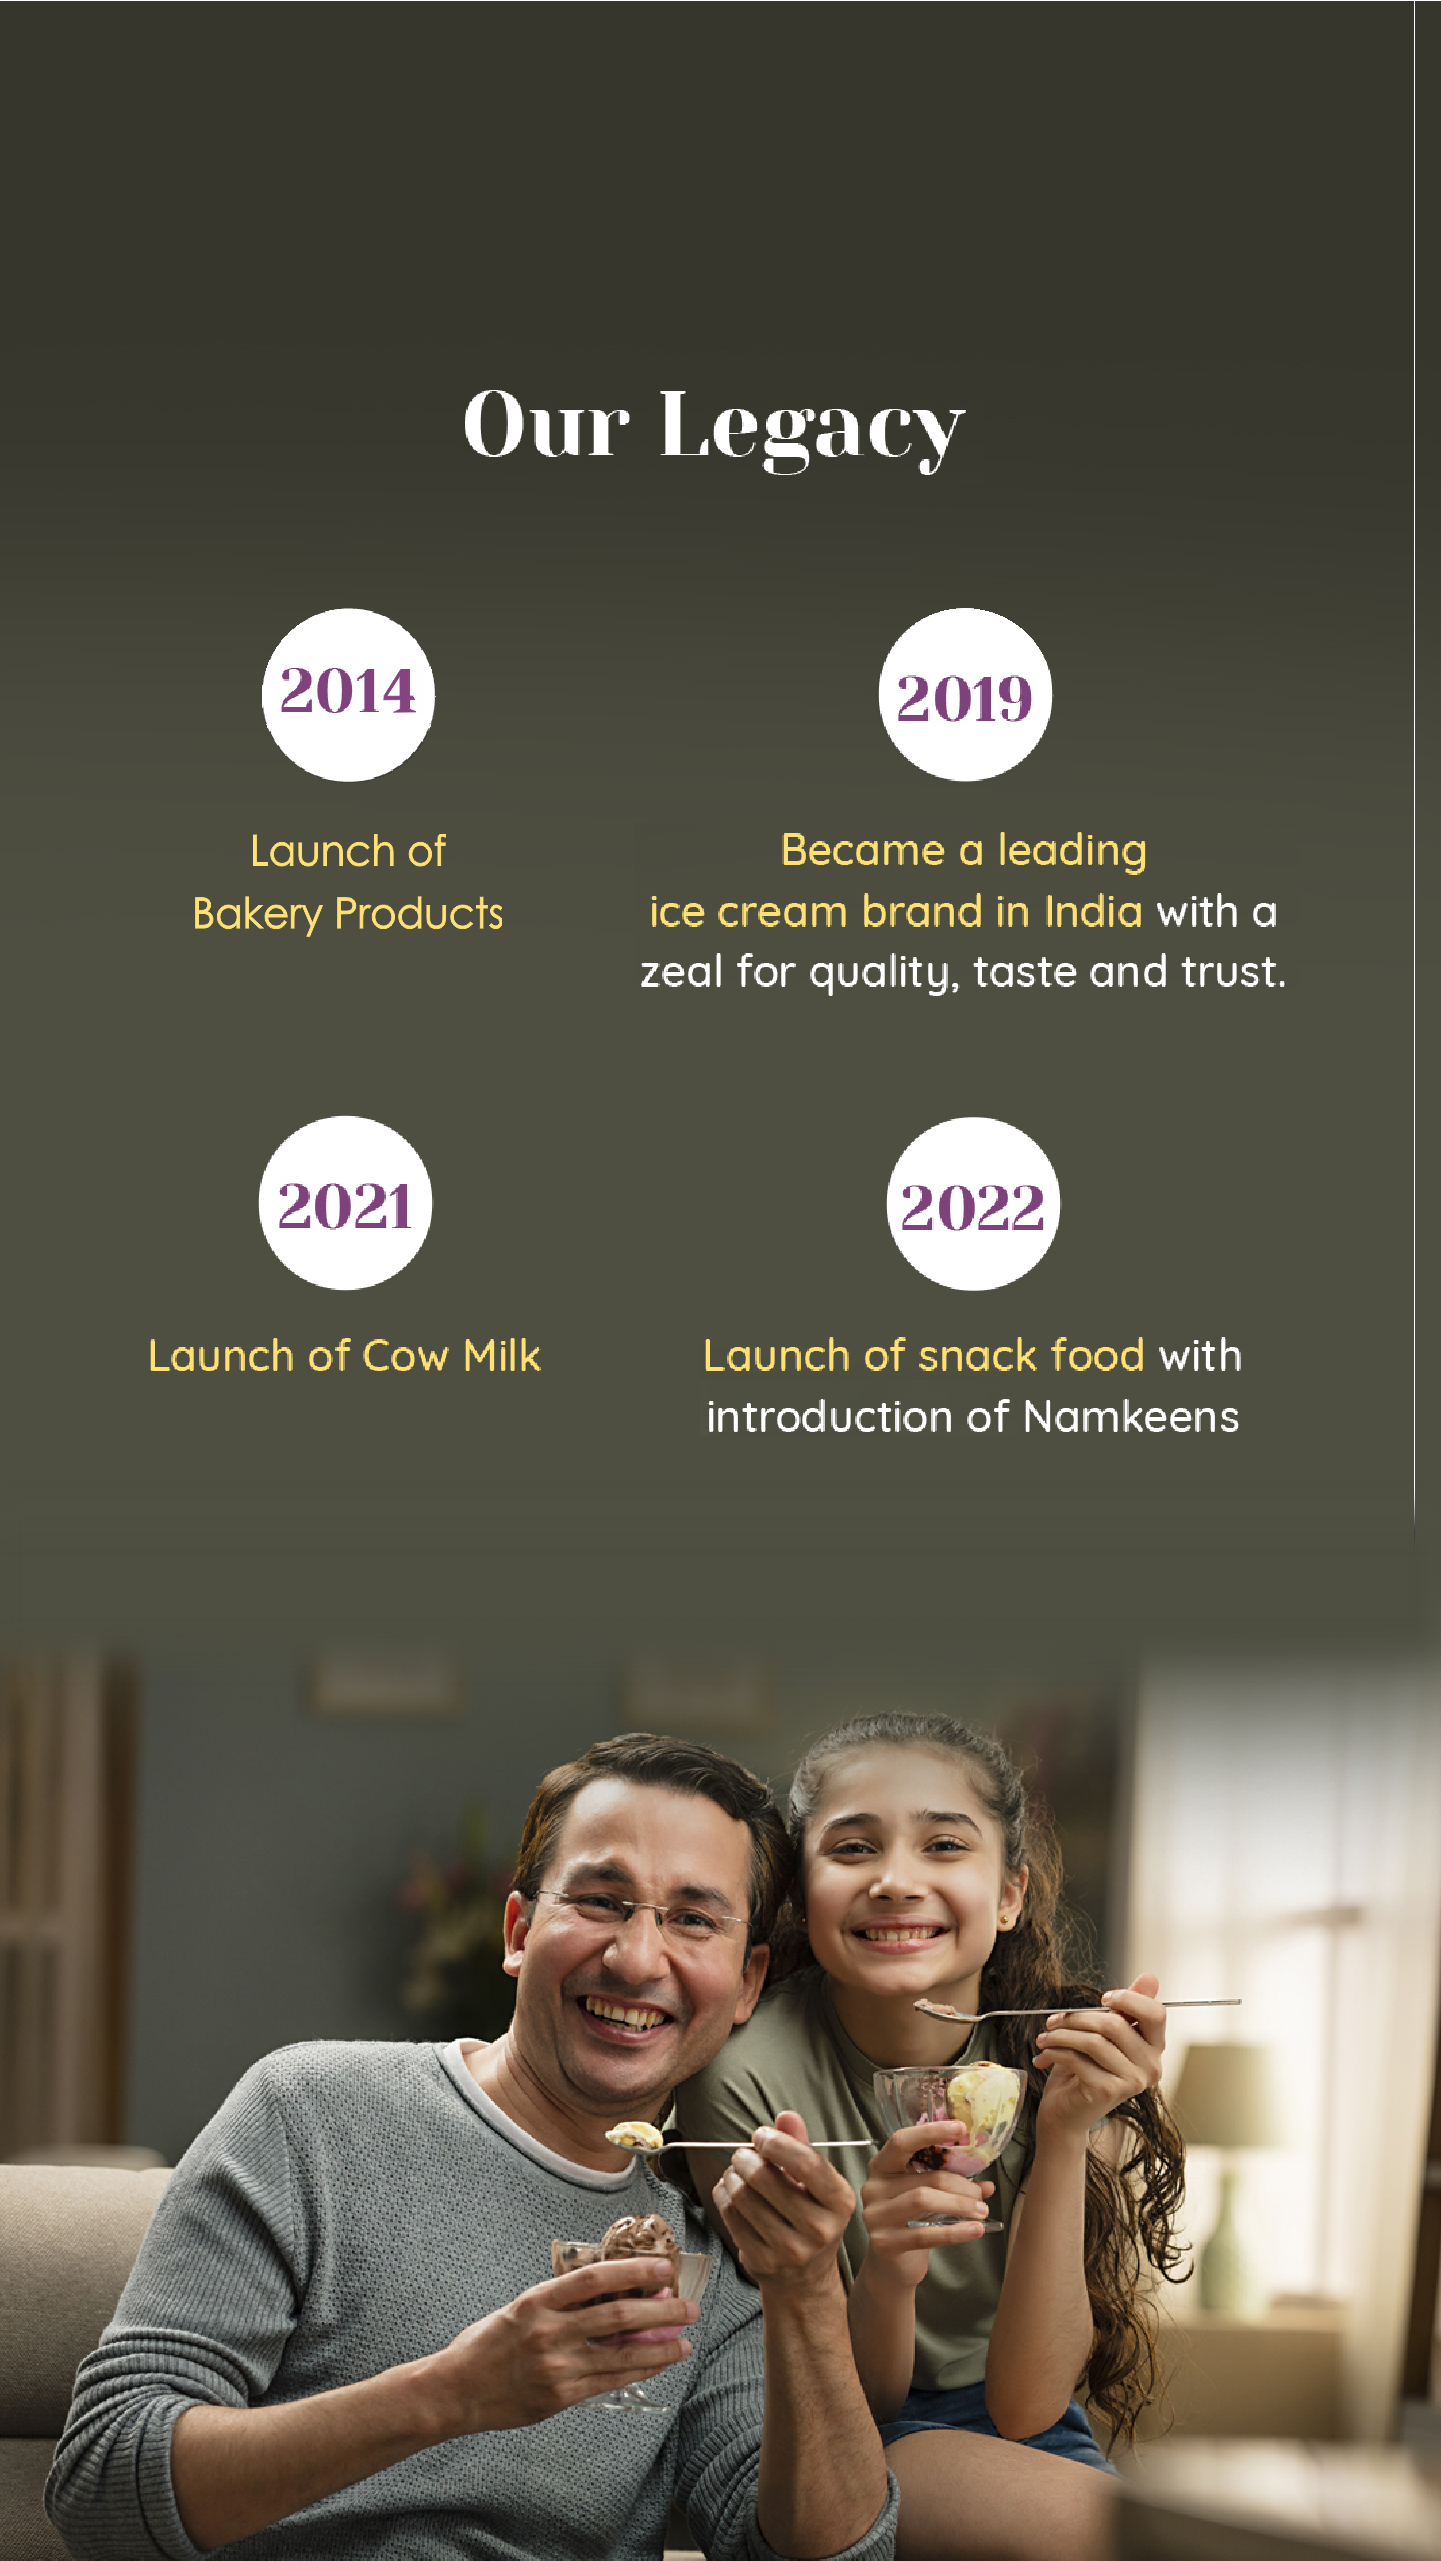 Our Legacy
2014
Launch of
Bakery Products
2019
Became a leading
ice cream brand in India with a
zeal for quality, taste and trust.
2021
Launch of Cow Milk
2022
Launch of snack food with
introduction of Namkeens